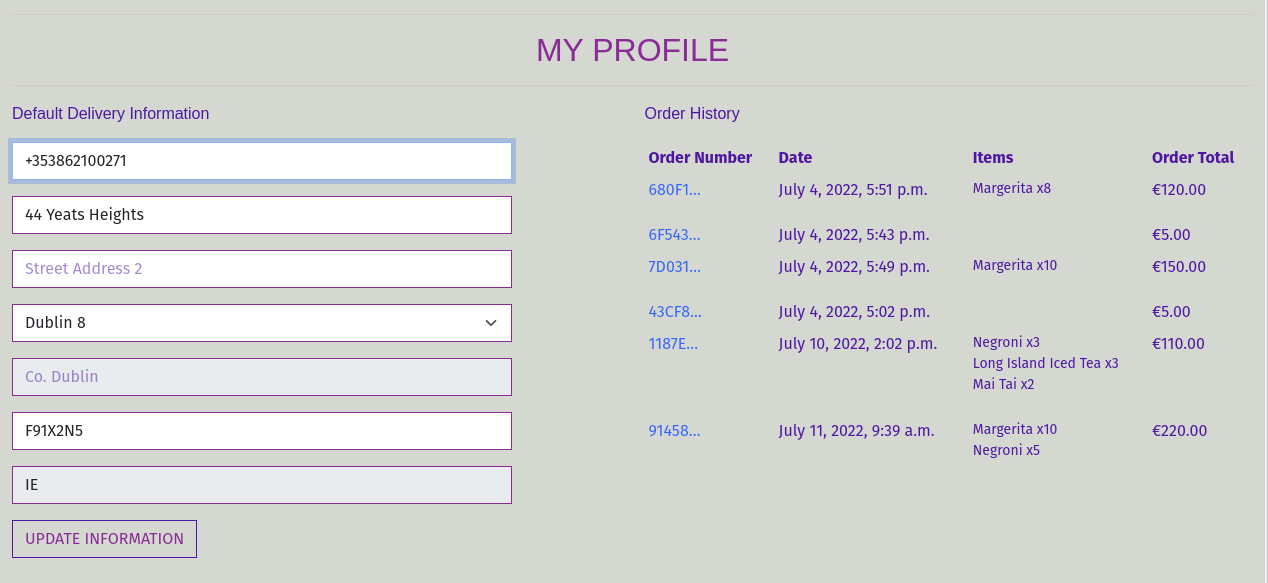 MY PROFILE
Default Delivery Information
+353862100271
44 Yeats Heights
Street Address 2
Dublin 8
Co. Dublin
F91X2N5
IE
UPDATE INFORMATION
Order History
Order Number Date Items Order Total
680F1... July 4, 2022, 5:51 p.m. Margerita x8 €120.00
6F543... July 4, 2022, 5:43 p.m. €5.00
7D031... July 4, 2022, 5:49 p.m. Margerita x10 €150.00
43CF8... July 4, 2022, 5:02 p.m. €5.00
1187E... July 10, 2022, 2:02 p.m. Negroni x3 €110.00
Long Island Iced Tea x3
Mai Tai x2
91458... July 11, 2022, 9:39 a.m. Margerita x10 €220.00
Negroni x5